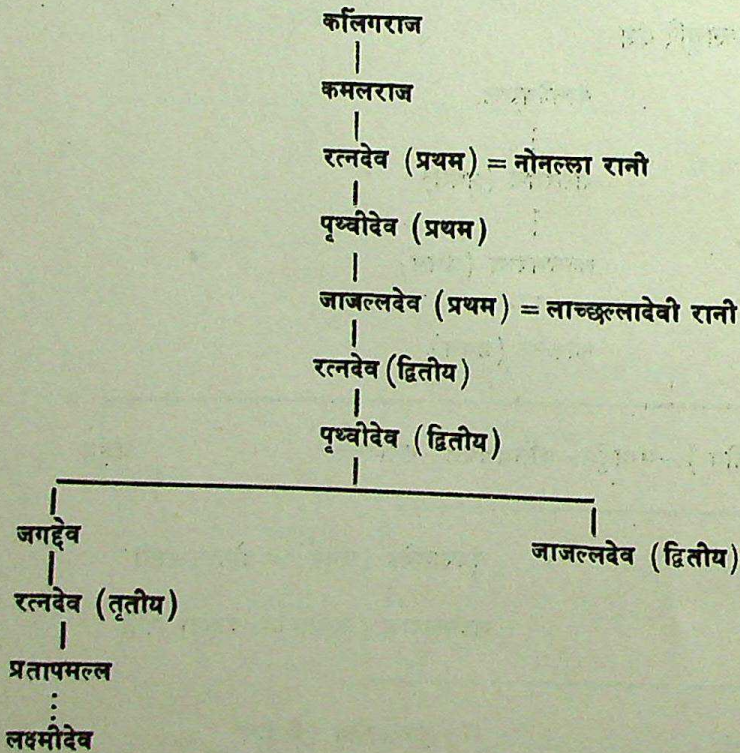 कलिंगराज
कमलराज
रत्नदेव (प्रथम) = नोनल्ला रानी
पृथ्वीदेव (प्रथम)
जाजल्लदेव (प्रथम) = लाच्छल्लादेवी रानी
रत्नदेव (द्वितीय)
पृथ्वीदेव (द्वितीय)
जगद्देव
जाजल्लदेव (द्वितीय)
रत्नदेव (तृतीय)
प्रतापमल्ल
लक्ष्मीदेव